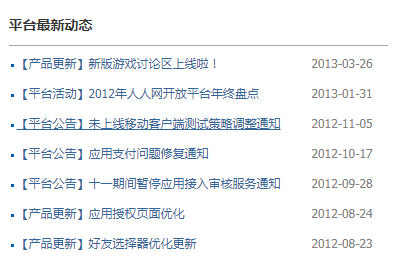 平台最新动态
【产品更新】新版游戏讨论区上线啦！ 2013-03-26
【平台活动】2012年人人网开放平台年终盘点 2013-01-31
【平台公告】未上线移动客户端测试策略调整通知 2012-11-05
【平台公告】应用支付问题修复通知 2012-10-17
【平台公告】十一期间暂停应用接入审核服务通知 2012-09-28
【产品更新】应用授权页面优化 2012-08-24
【产品更新】好友选择器优化更新 2012-08-23